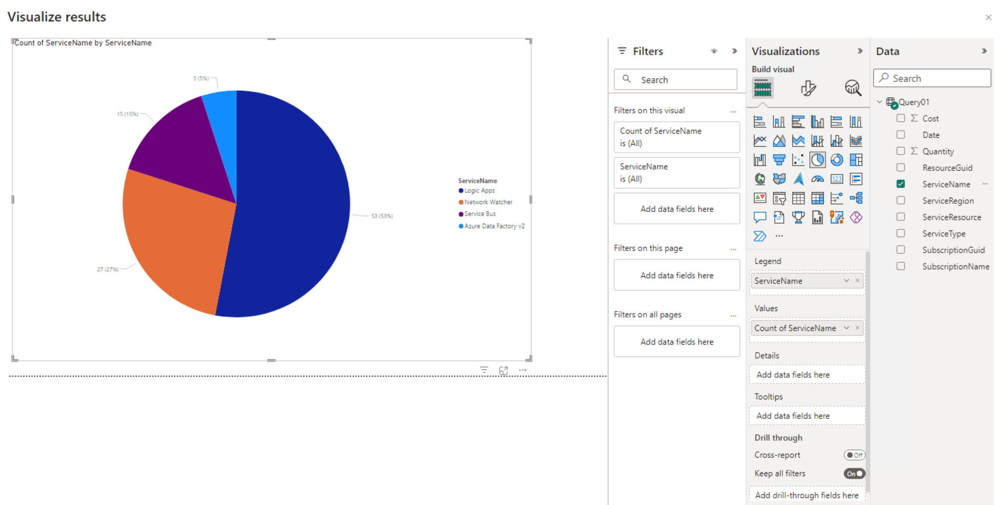 Visualize results
Count of ServiceName by ServiceName
5 (5%)
15 (15%)
53 (53%)
27 (27%)
ServiceName
Logic Apps
Network Watcher
Service Bus
Azure Data Factory v2
Filters
Search
Filters on this visual
Count of ServiceName
is (All)
ServiceName
is (All)
Add data fields here
Filters on this page
Add data fields here
Filters on all pages
Add data fields here
Visualizations
Build visual
123
Legend
ServiceName
Values
Count of ServiceName
Details
Add data fields here
Tooltips
Add data fields here
Drill through
Cross-report
Off
Keep all filters
On
Add drill-through fields here
Data
Search
Query01
Σ Cost
Date
Σ Quantity
ResourceGuid
ServiceName
ServiceRegion
ServiceResource
ServiceType
SubscriptionGuid
SubscriptionName